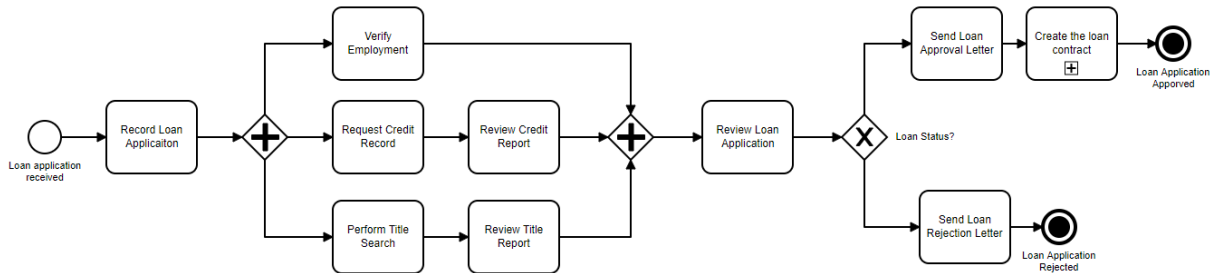 Loan application
received
Record Loan
Applicaiton
Verify
Employment
Request Credit
Record
Review Credit
Report
Perform Title
Search
Review Title
Report
Review Loan
Application
Loan Status?
Send Loan
Approval Letter
Create the loan
contract
Loan Application
Apporved
Send Loan
Rejection Letter
Loan Application
Rejected